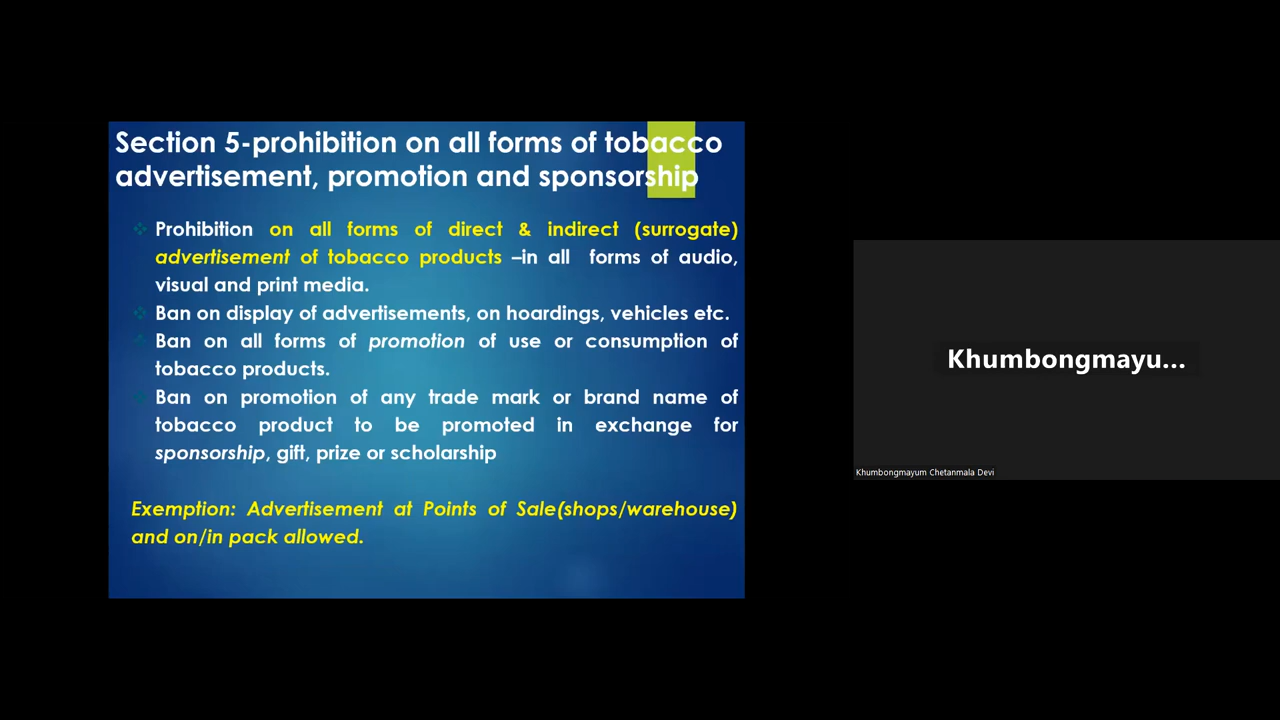 Section 5-prohibition on all forms of tobacco
advertisement, promotion and sponsorship
Prohibition on all forms of direct & indirect (surrogate)
advertisement of tobacco products –in all forms of audio,
visual and print media.
Ban on display of advertisements, on hoardings, vehicles etc.
Ban on all forms of promotion of use or consumption of
tobacco products.
Ban on promotion of any trade mark or brand name of
tobacco product to be promoted in exchange for
sponsorship, gift, prize or scholarship
Exemption: Advertisement at Points of Sale(shops/warehouse)
and on/in pack allowed.
Khumbongmayu...
Khumbongmayum Chetanmala Devi